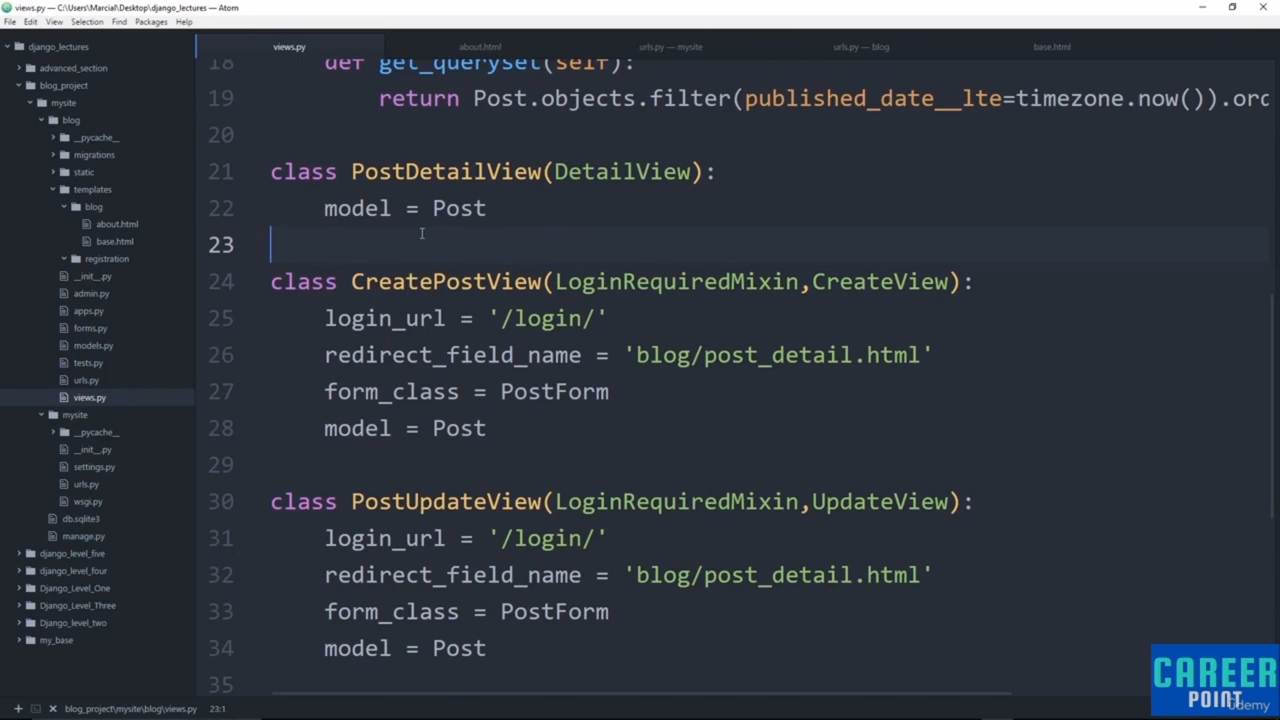 views.py — C:\Users\Marcial\Desktop\django_lectures — Atom
File Edit View Selection Find Packages Help
django_lectures
advanced_section
blog_project
mysite
blog
__pycache__
migrations
static
templates
blog
about.html
base.html
registration
__init__.py
admin.py
apps.py
forms.py
models.py
tests.py
urls.py
views.py
mysite
__pycache__
__init__.py
settings.py
urls.py
wsgi.py
db.sqlite3
manage.py
django_level_five
django_level_four
Django_Level_One
Django_Level_Three
Django_Level_two
my_base
views.py about.html urls.py — mysite urls.py — blog base.html
18 def get_queryset(self):
19 return Post.objects.filter(published_date__lte=timezone.now()).orc
20
21 class PostDetailView(DetailView):
22 model = Post
23
24 class CreatePostView(LoginRequiredMixin,CreateView):
25 login_url = '/login/'
26 redirect_field_name = 'blog/post_detail.html'
27 form_class = PostForm
28 model = Post
29
30 class PostUpdateView(LoginRequiredMixin,UpdateView):
31 login_url = '/login/'
32 redirect_field_name = 'blog/post_detail.html'
33 form_class = PostForm
34 model = Post
35
CAREER
POINT
Udemy
blog_project\mysite\blog\views.py 23:1